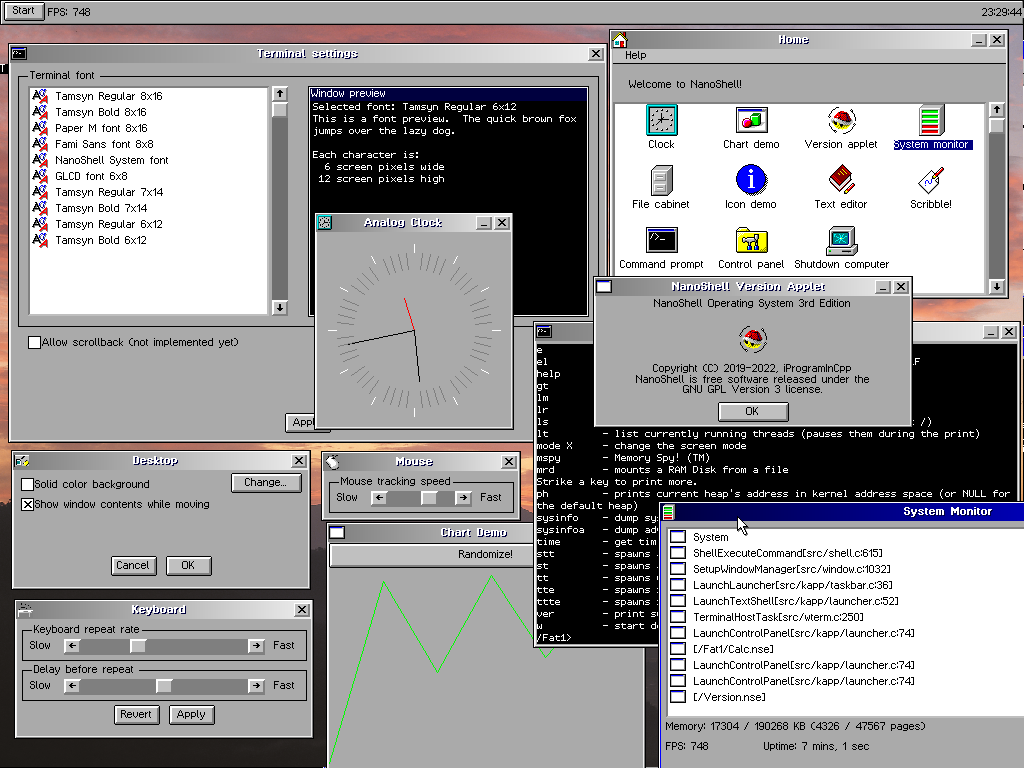 Start
FPS: 748
23:29:44
Terminal settings
Terminal font
Tamsyn Regular 8x16
Tamsyn Bold 8x16
Paper M font 8x16
Fami Sans font 8x8
NanoShell System font
GLCD font 6x8
Tamsyn Regular 7x14
Tamsyn Bold 7x14
Tamsyn Regular 6x12
Tamsyn Bold 6x12
Window preview
Selected font: Tamsyn Regular 6x12
This is a font preview.  The quick brown fox
jumps over the lazy dog.
Each character is:
6 screen pixels wide
12 screen pixels high
Allow scrollback (not implemented yet)
Home
Help
Welcome to NanoShell!
Clock
Chart demo
Version applet
System monitor
File cabinet
Icon demo
Text editor
Scribble!
Command prompt
Control panel
Shutdown computer
Analog Clock
NanoShell Version Applet
NanoShell Operating System 3rd Edition
Copyright (C) 2019-2022, iProgramInCpp
NanoShell is free software released under the
GNU GPL Version 3 license.
OK
e
el
help
gt
lm
lr
ls
/)
lt - list currently running threads (pauses them during the print)
mode X - change the screen mode
mspy - Memory Spy! (TM)
mrd - mounts a RAM Disk from a file
Strike a key to print more.
ph - prints current heap's address in kernel address space (or NULL for
the default heap)
sysinfo - dump sy
sysinfoa - dump ad
time - get tim
stt - spawns
st - spawns
tt - spawns
tte - spawns
ttte - spawns
ver - print s
w - start d
/Fat1>
Desktop
Solid color background
Change...
Show window contents while moving
Cancel
OK
Mouse
Mouse tracking speed
Slow
Fast
Chart Demo
Randomize!
Keyboard
Keyboard repeat rate
Slow
Fast
Delay before repeat
Slow
Fast
Revert
Apply
System Monitor
System
ShellExecuteCommand[src/shell.c:615]
SetupWindowManager[src/window.c:1032]
LaunchLauncher[src/kapp/taskbar.c:36]
LaunchTextShell[src/kapp/launcher.c:52]
TerminalHostTask[src/wterm.c:250]
LaunchControlPanel[src/kapp/launcher.c:74]
[/Fat1/Calc.nse]
LaunchControlPanel[src/kapp/launcher.c:74]
LaunchControlPanel[src/kapp/launcher.c:74]
[/Version.nse]
Memory: 17304 / 190268 KB (4326 / 47567 pages)
FPS: 748
Uptime: 7 mins, 1 sec